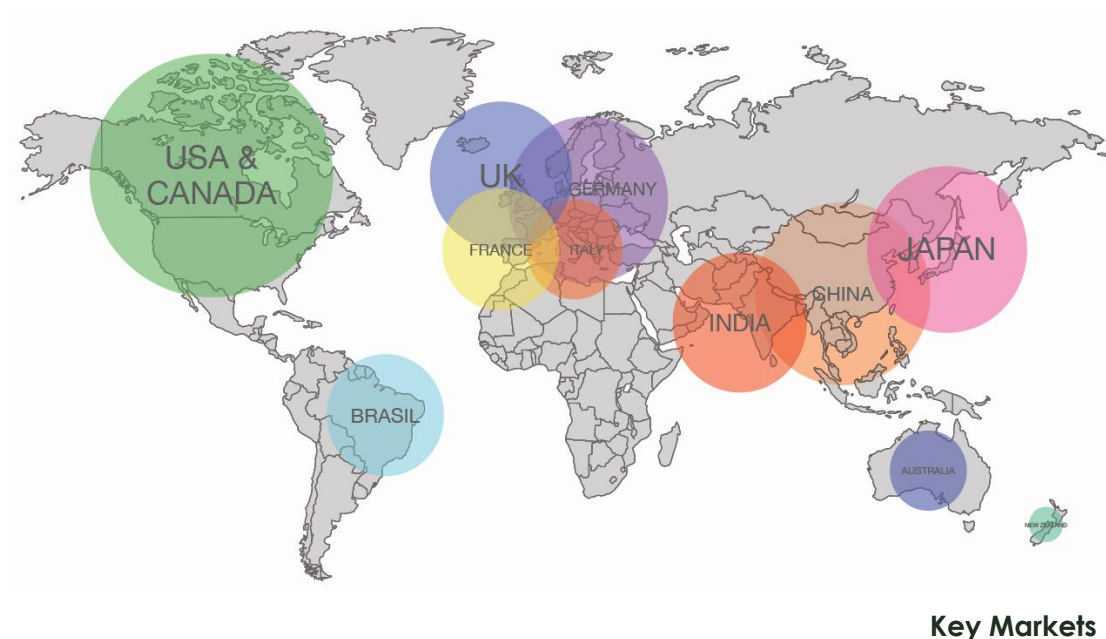 USA &
CANADA
UK
GERMANY
FRANCE
ITALY
JAPAN
CHINA
INDIA
BRASIL
AUSTRALIA
NEW ZEALAND
Key Markets